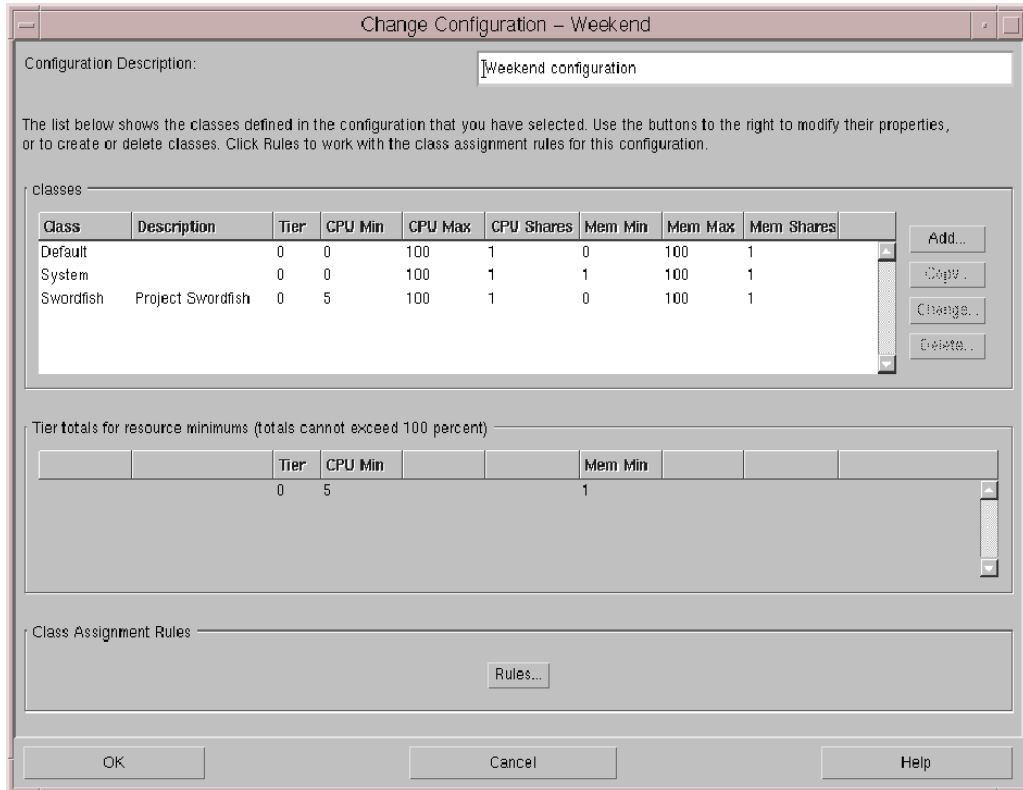 Change Configuration – Weekend
Configuration Description: Weekend configuration
The list below shows the classes defined in the configuration that you have selected. Use the buttons to the right to modify their properties,
or to create or delete classes. Click Rules to work with the class assignment rules for this configuration.
classes
Class Description Tier CPU Min CPU Max CPU Shares Mem Min Mem Max Mem Shares
Default 0 0 100 1 0 100 1
System 0 0 100 1 1 100 1
Swordfish Project Swordfish 0 5 100 1 0 100 1
Add...
Copy...
Change...
Delete...
Tier totals for resource minimums (totals cannot exceed 100 percent)
Tier CPU Min Mem Min
0 5 1
Class Assignment Rules
Rules...
OK Cancel Help